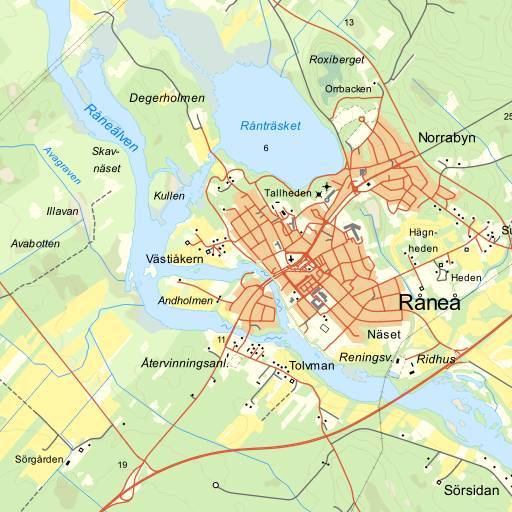 13
Roxiberget
Orrbacken
Degerholmen
Råneälven
Rånträsket
25
Norrabyn
6
Avagraven
Skav-
näset
Kullen
Tallheden
Illavan
Hägn-
heden
Su
Avabotten
Västiåkern
Heden
Andholmen
Råneå
Näset
11
Återvinningsanl.
Tolvman
Reningsv.
Ridhus
Sörgården
19
Sörsidan